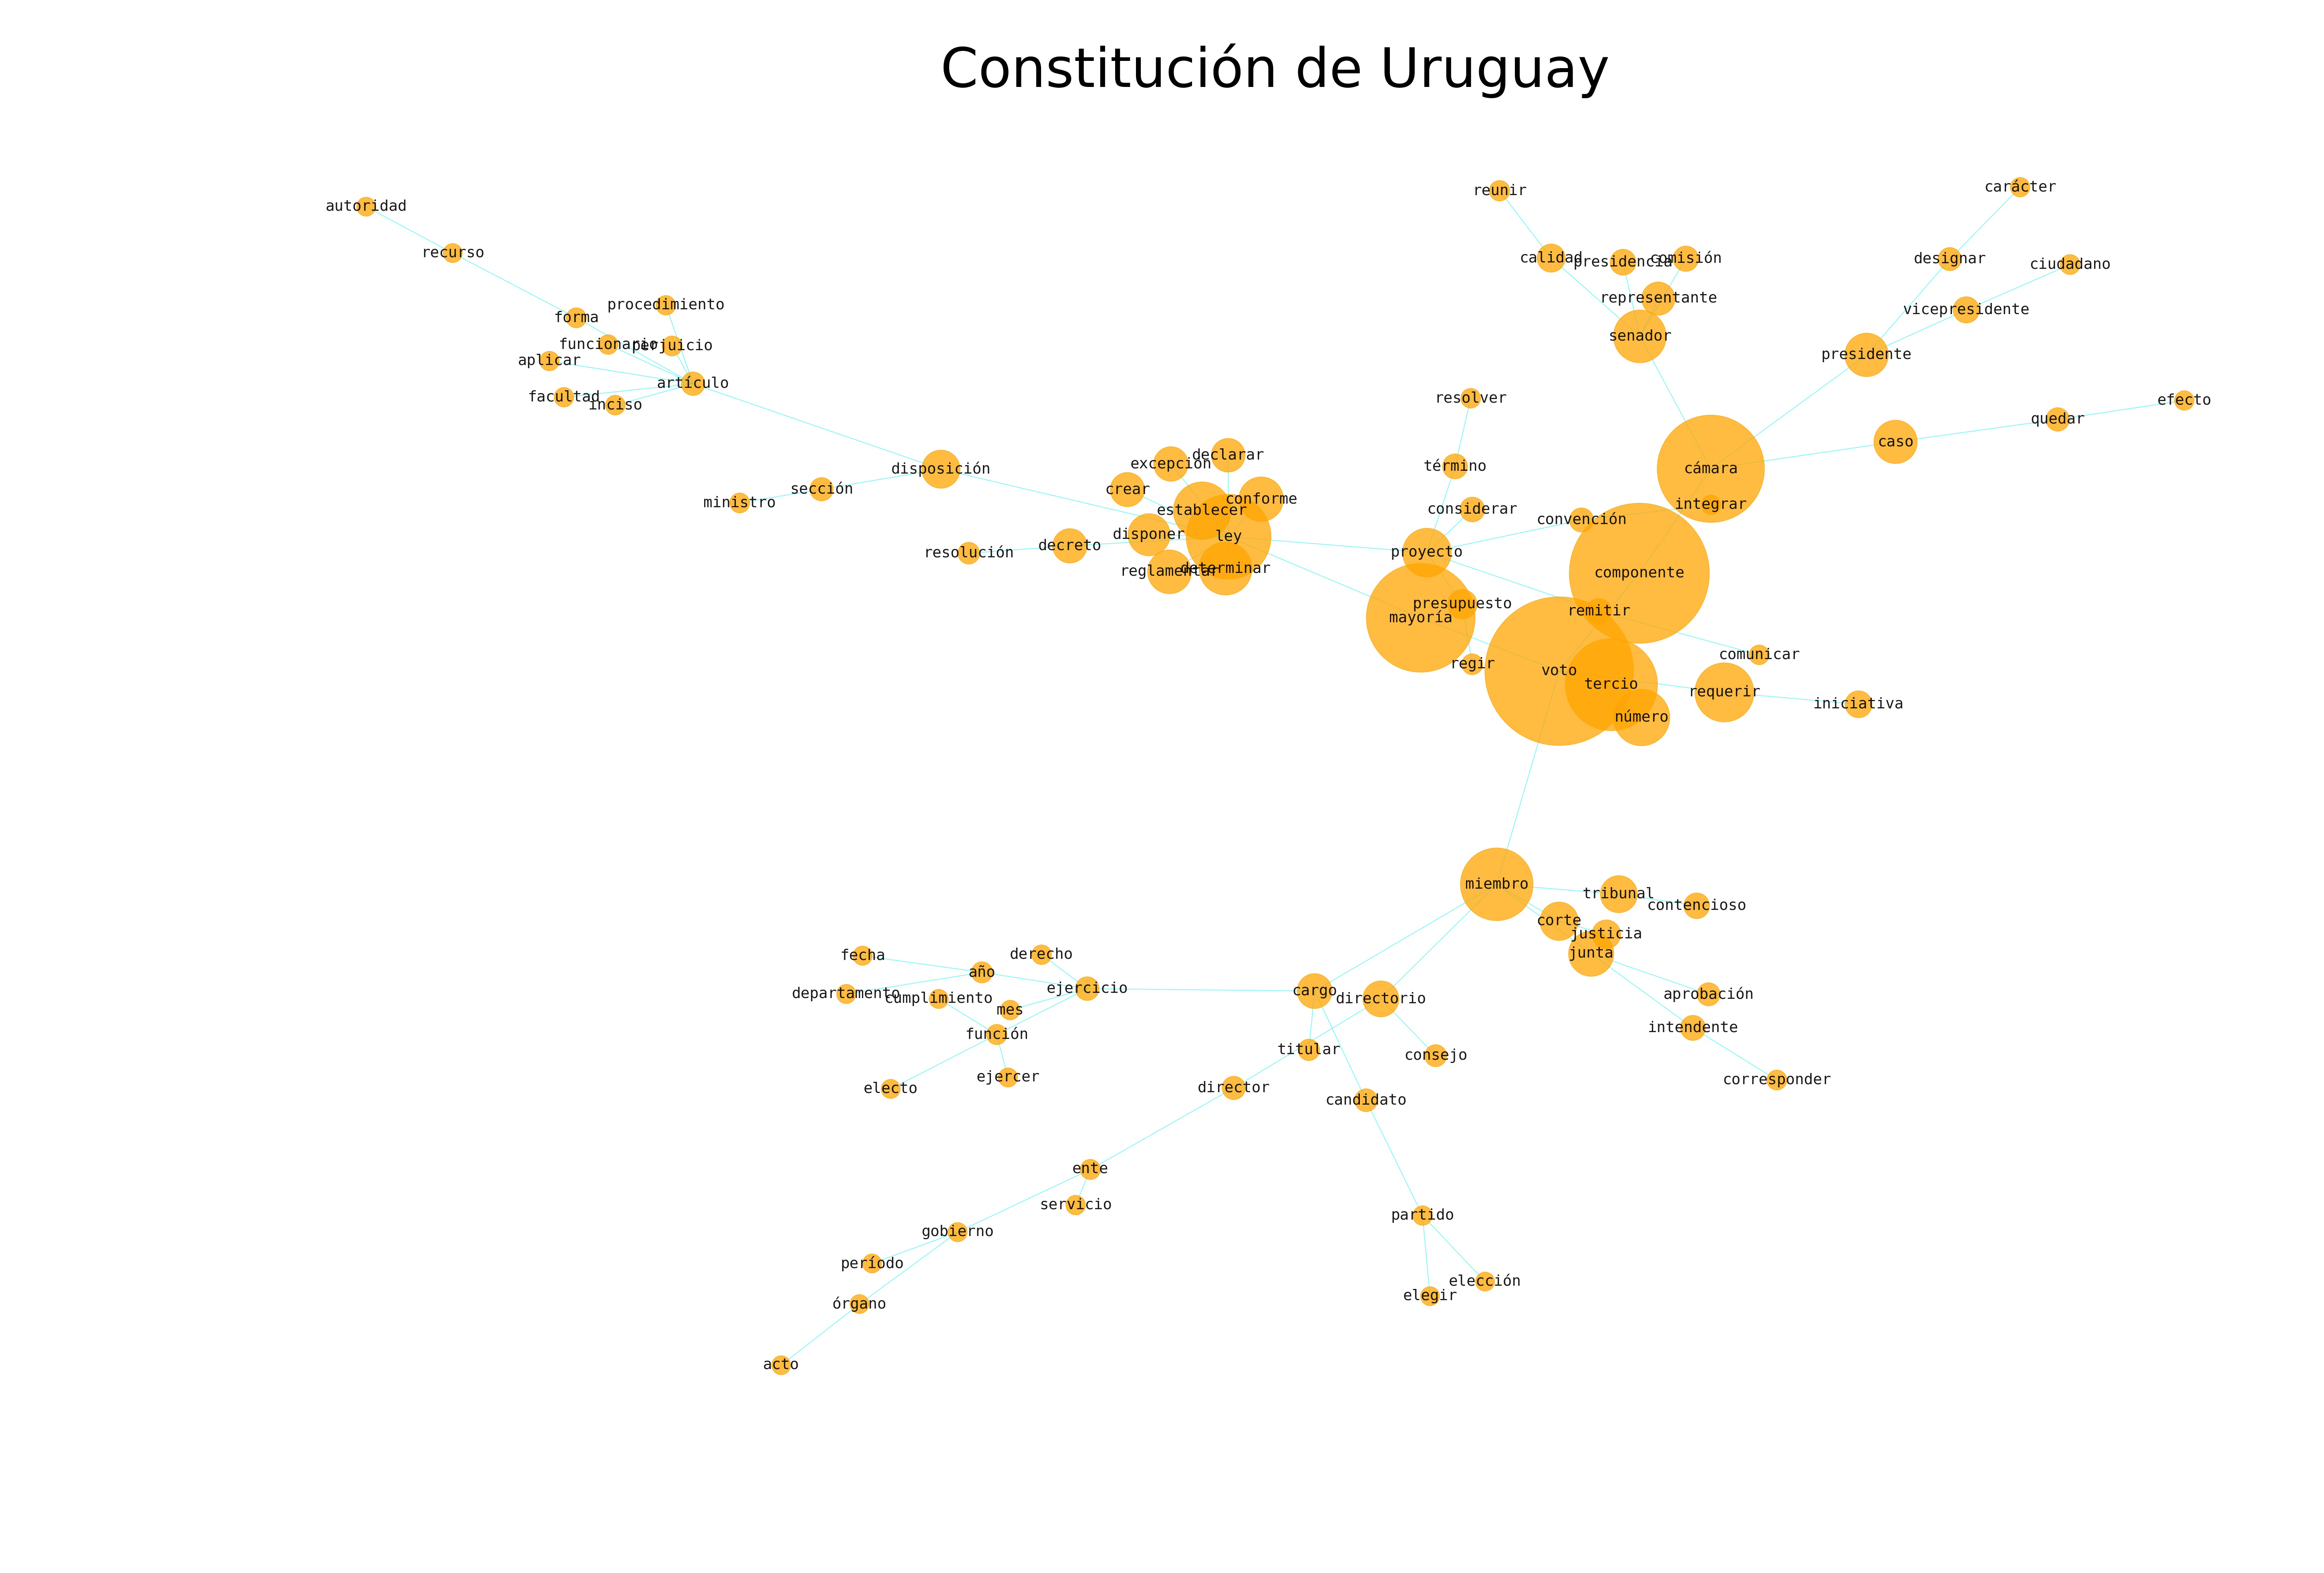 Constitución de Uruguay
carácter
reunir
autoridad
recurso
calidad
presidencia
comisión
designar
ciudadano
representante
procedimiento
vicepresidente
forma
senador
funcionario
perjuicio
presidente
aplicar
artículo
facultad
inciso
resolver
efecto
quedar
caso
declarar
excepción
término
cámara
disposición
sección
crear
ministro
conforme
integrar
establecer
considerar
convención
disponer
ley
decreto
resolución
proyecto
reglamentar
determinar
componente
presupuesto
remitir
mayoría
comunicar
regir
voto
tercio
requerir
iniciativa
número
miembro
tribunal
contencioso
corte
justicia
junta
fecha
derecho
año
ejercicio
cargo
departamento
cumplimiento
directorio
aprobación
mes
intendente
función
titular
consejo
ejercer
corresponder
electo
director
candidato
ente
servicio
partido
gobierno
período
elección
elegir
órgano
acto